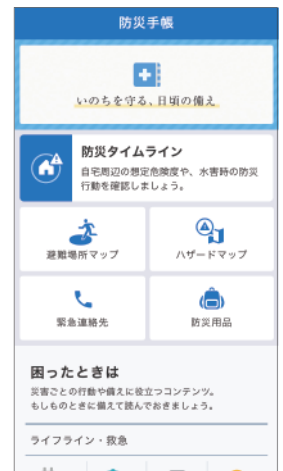 防災手帳
いのちを守る、日頃の備え
防災タイムライン
自宅周辺の想定危険度や、水害時の防災
行動を確認しましょう。
避難場所マップ
ハザードマップ
緊急連絡先
防災用品
困ったときは
災害ごとの行動や備えに役立つコンテンツ。
もしものときに備えて読んでおきましょう。
ライフライン・救急